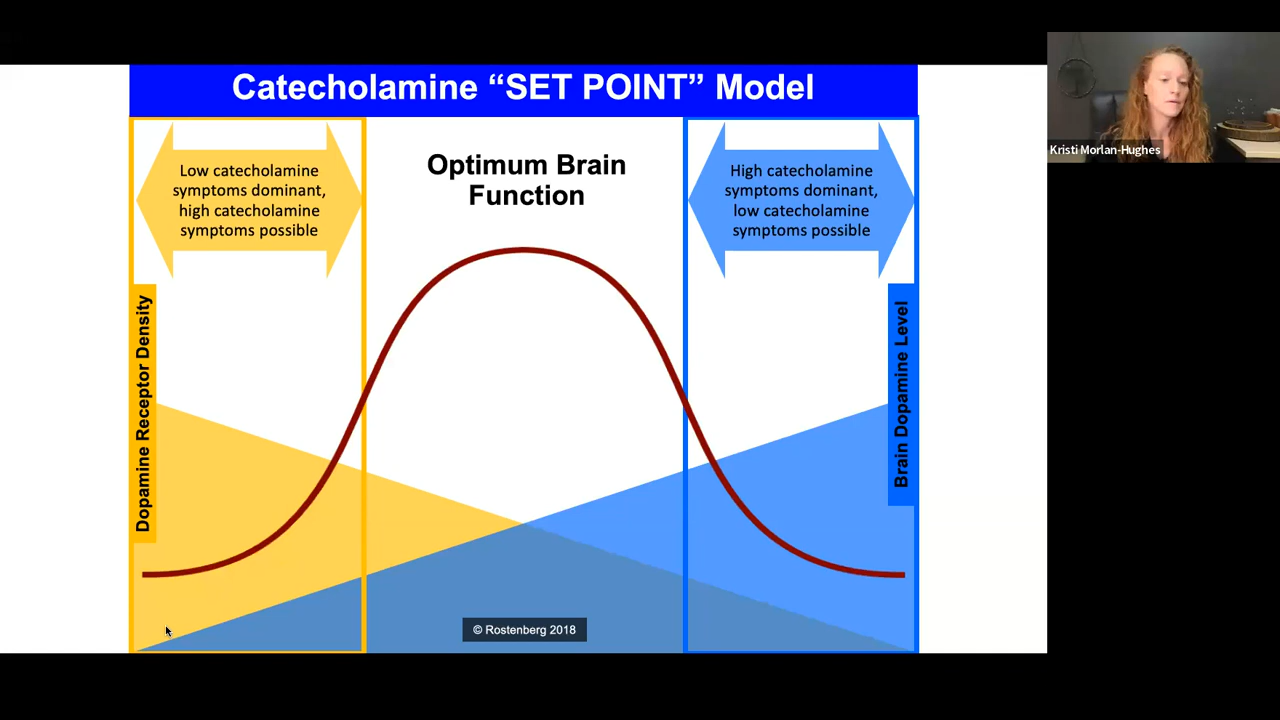 Catecholamine “SET POINT” Model
Low catecholamine
symptoms dominant,
high catecholamine
symptoms possible
Optimum Brain
Function
High catecholamine
symptoms dominant,
low catecholamine
symptoms possible
Kristi Morlan-Hughes
Dopamine Receptor Density
Brain Dopamine Level
© Rostenberg 2018